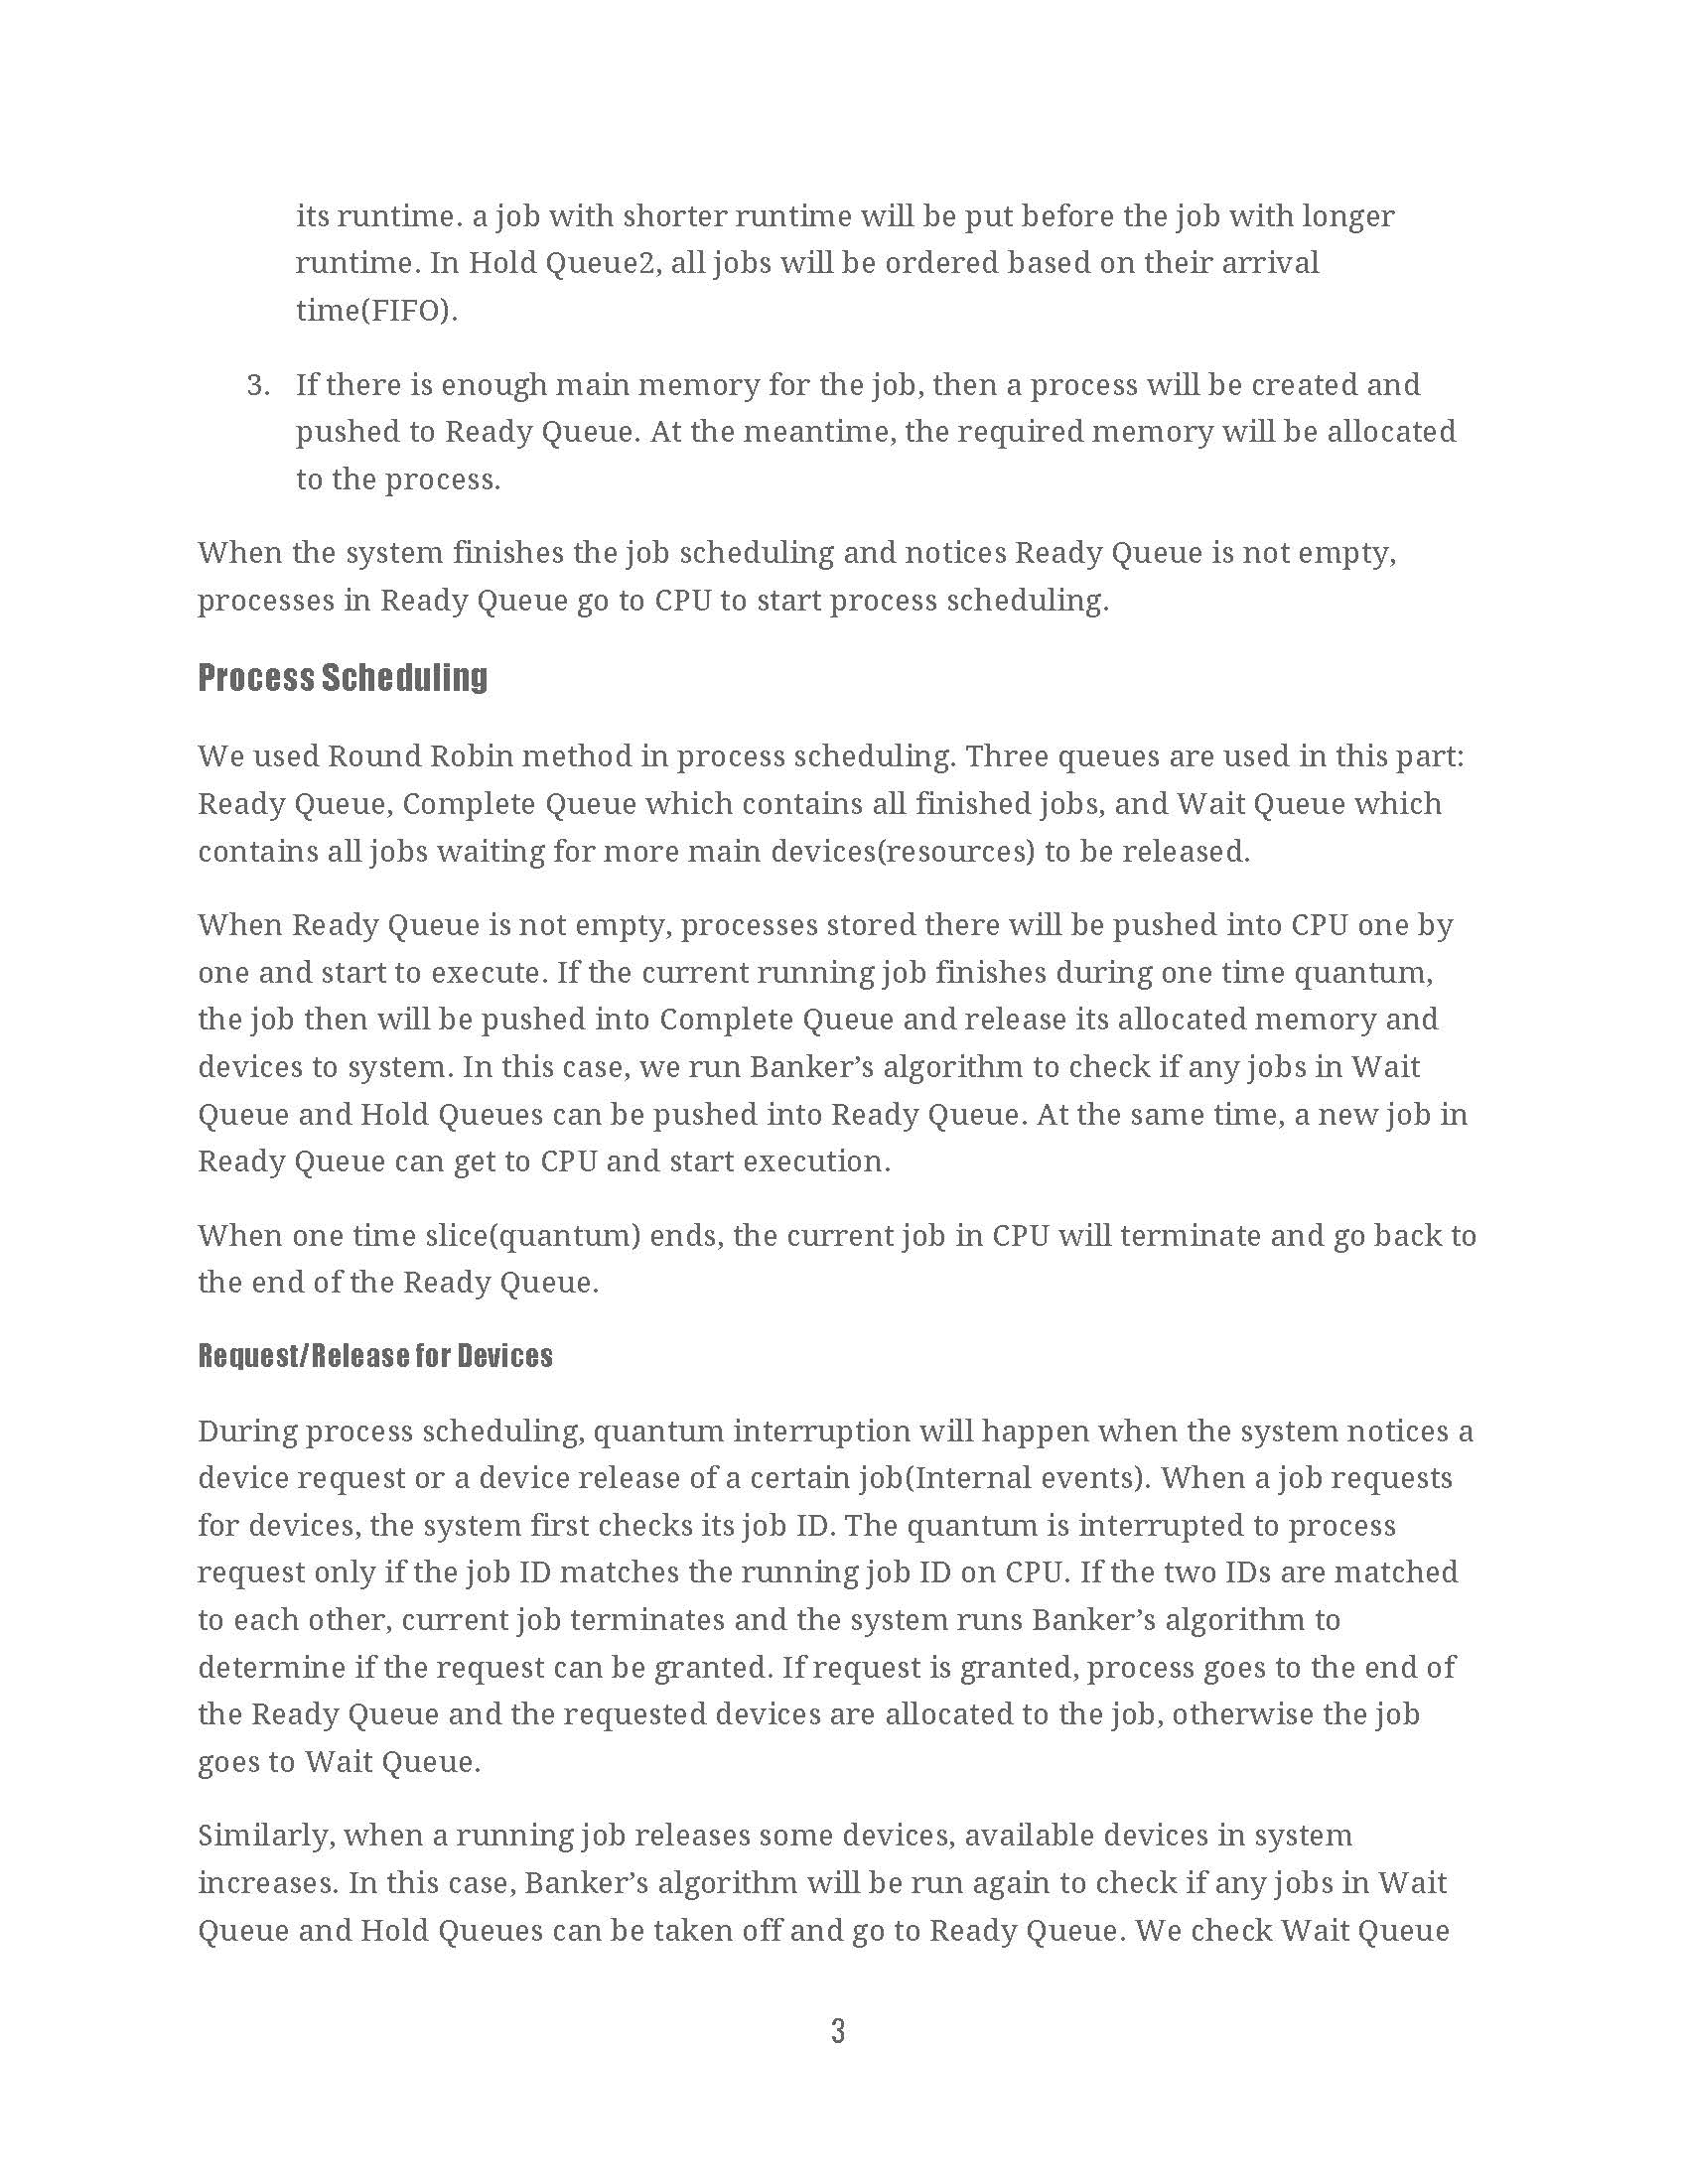 its runtime. a job with shorter runtime will be put before the job with longer
runtime. In Hold Queue2, all jobs will be ordered based on their arrival
time(FIFO).
3. If there is enough main memory for the job, then a process will be created and
pushed to Ready Queue. At the meantime, the required memory will be allocated
to the process.
When the system finishes the job scheduling and notices Ready Queue is not empty,
processes in Ready Queue go to CPU to start process scheduling.
Process Scheduling
We used Round Robin method in process scheduling. Three queues are used in this part:
Ready Queue, Complete Queue which contains all finished jobs, and Wait Queue which
contains all jobs waiting for more main devices(resources) to be released.
When Ready Queue is not empty, processes stored there will be pushed into CPU one by
one and start to execute. If the current running job finishes during one time quantum,
the job then will be pushed into Complete Queue and release its allocated memory and
devices to system. In this case, we run Banker’s algorithm to check if any jobs in Wait
Queue and Hold Queues can be pushed into Ready Queue. At the same time, a new job in
Ready Queue can get to CPU and start execution.
When one time slice(quantum) ends, the current job in CPU will terminate and go back to
the end of the Ready Queue.
Request/Release for Devices
During process scheduling, quantum interruption will happen when the system notices a
device request or a device release of a certain job(Internal events). When a job requests
for devices, the system first checks its job ID. The quantum is interrupted to process
request only if the job ID matches the running job ID on CPU. If the two IDs are matched
to each other, current job terminates and the system runs Banker’s algorithm to
determine if the request can be granted. If request is granted, process goes to the end of
the Ready Queue and the requested devices are allocated to the job, otherwise the job
goes to Wait Queue.
Similarly, when a running job releases some devices, available devices in system
increases. In this case, Banker’s algorithm will be run again to check if any jobs in Wait
Queue and Hold Queues can be taken off and go to Ready Queue. We check Wait Queue
3